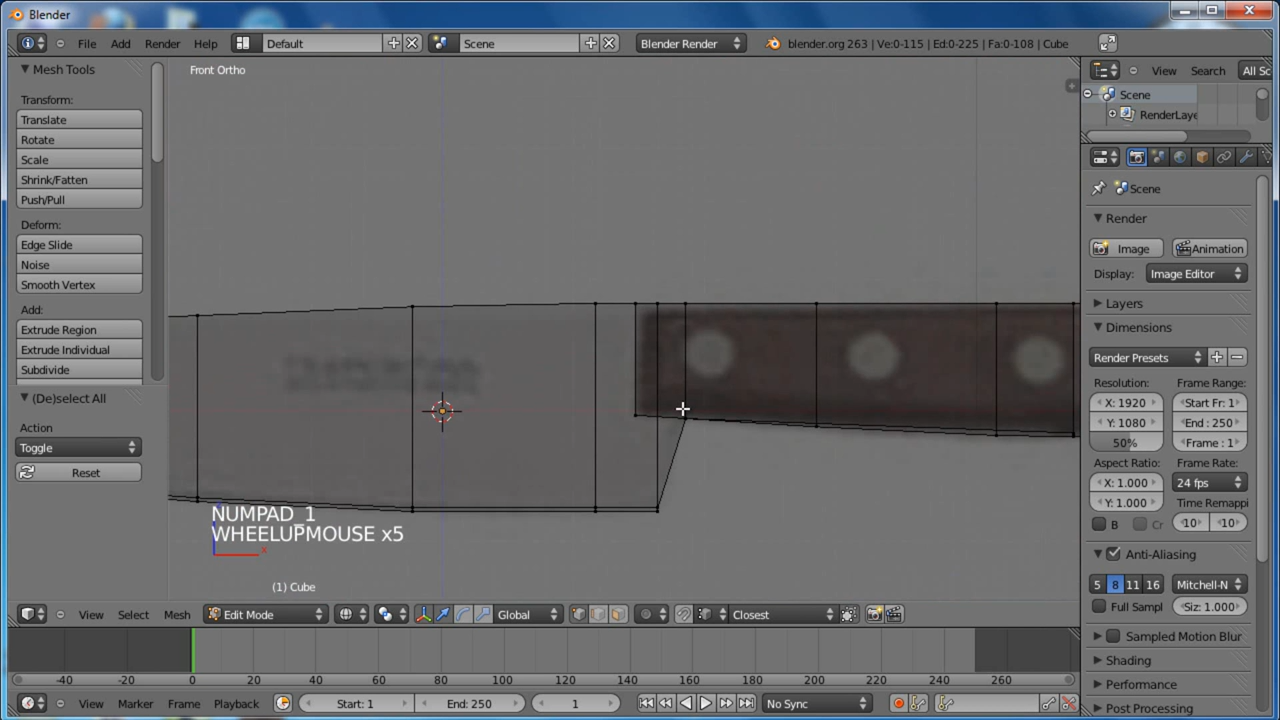 Blender
File Add Render Help Default Scene Blender Render blender.org 263 | Ve:0-115 | Ed:0-225 | Fa:0-108 | Cube
Mesh Tools
Transform:
Translate
Rotate
Scale
Shrink/Fatten
Push/Pull
Deform:
Edge Slide
Noise
Smooth Vertex
Add:
Extrude Region
Extrude Individual
Subdivide
(De)select All
Action
Toggle
Reset
Front Ortho
NUMPAD_1
WHEELUPMOUSE x5
x
(1) Cube
View Search All Sc
Scene
RenderLaye
Scene
Render
Image Animation
Display: Image Editor
Layers
Dimensions
Render Presets
Resolution: Frame Range:
X: 1920 Start Fr: 1
Y: 1080 End : 250
50% Frame : 1
Aspect Ratio: Frame Rate:
X: 1.000 24 fps
Y: 1.000 Time Remappi
B Cr 10 10
Anti-Aliasing
5 8 11 16 Mitchell-N
Full Sampl Siz: 1.000
Sampled Motion Blur
Shading
Performance
Post Processing
View Select Mesh Edit Mode Global Closest
-40 -20 0 20 40 60 80 100 120 140 160 180 200 220 240 260
View Marker Frame Playback Start: 1 End: 250 1 No Sync